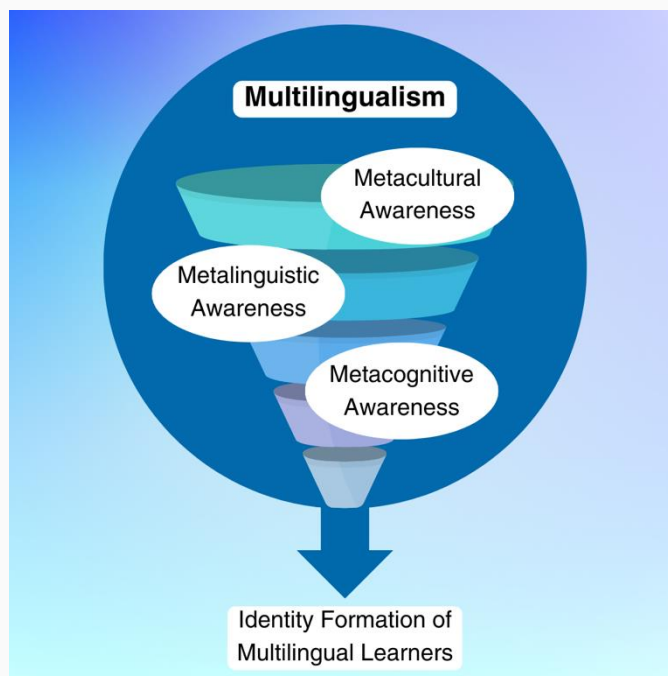 Multilingualism
Metacultural
Awareness
Metalinguistic
Awareness
Metacognitive
Awareness
Identity Formation of
Multilingual Learners